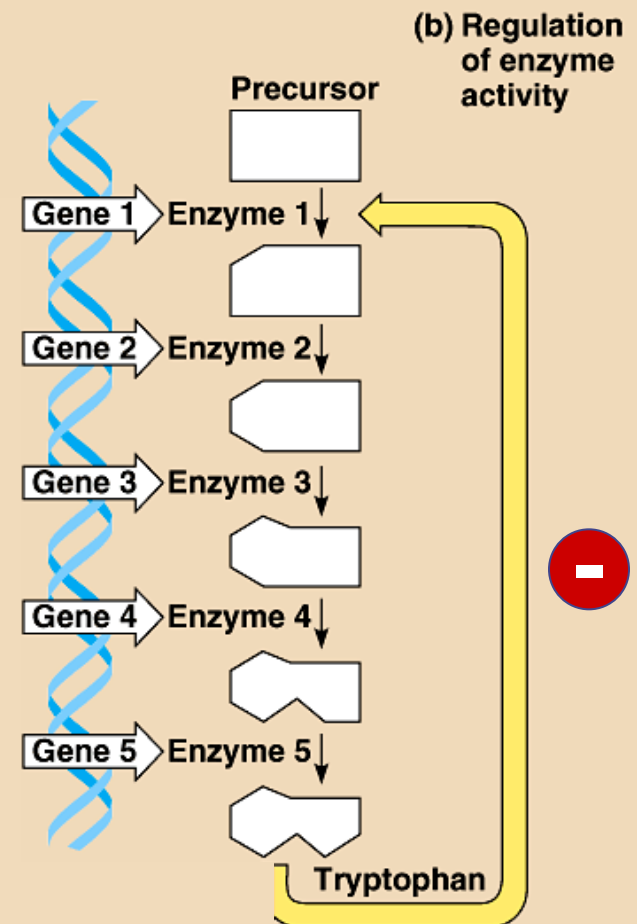 (b) Regulation
of enzyme
activity
Precursor
Gene 1 Enzyme 1
Gene 2 Enzyme 2
Gene 3 Enzyme 3
Gene 4 Enzyme 4
Gene 5 Enzyme 5
-
Tryptophan